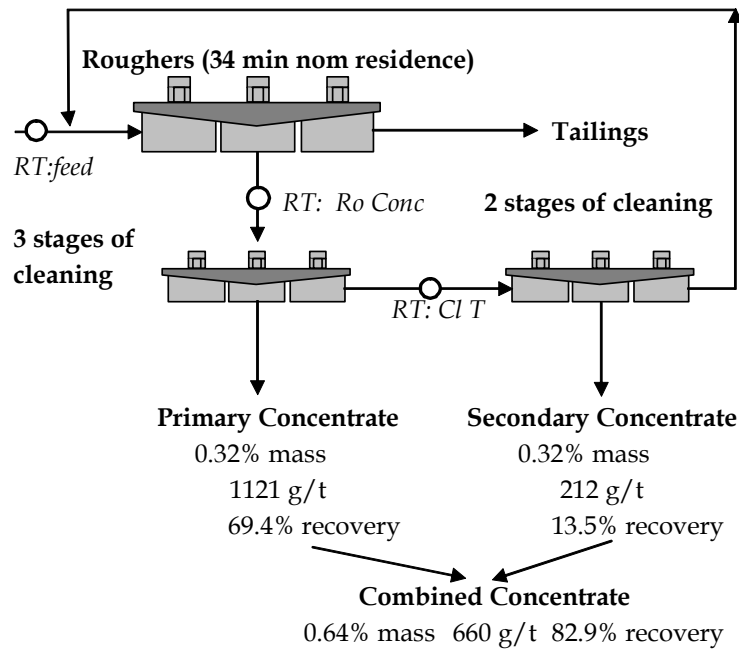 Roughers (34 min nom residence)
Tailings
RT:feed
RT: Ro Conc
2 stages of cleaning
3 stages of
cleaning
RT: Cl T
Primary Concentrate
0.32% mass
1121 g/t
69.4% recovery
Secondary Concentrate
0.32% mass
212 g/t
13.5% recovery
Combined Concentrate
0.64% mass 660 g/t 82.9% recovery